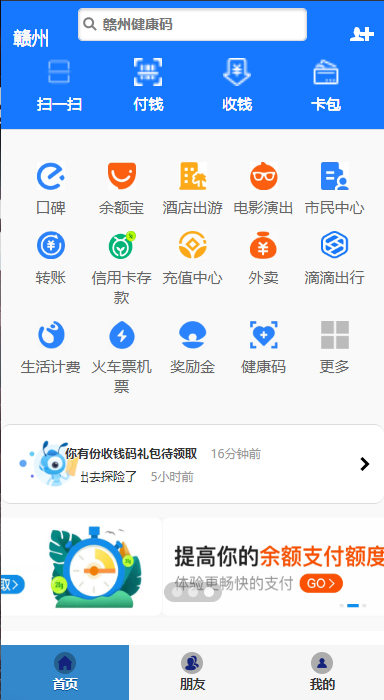 赣州
赣州健康码
扫一扫
付钱
收钱
卡包
口碑
余额宝
酒店出游
电影演出
市民中心
转账
信用卡存
款
充值中心
外卖
滴滴出行
生活计费
火车票机
票
奖励金
健康码
更多
你有份收钱码礼包待领取 16分钟前
出去探险了 5小时前
提高你的余额支付额度
体验更畅快的支付 GO
取
首页
朋友
我的